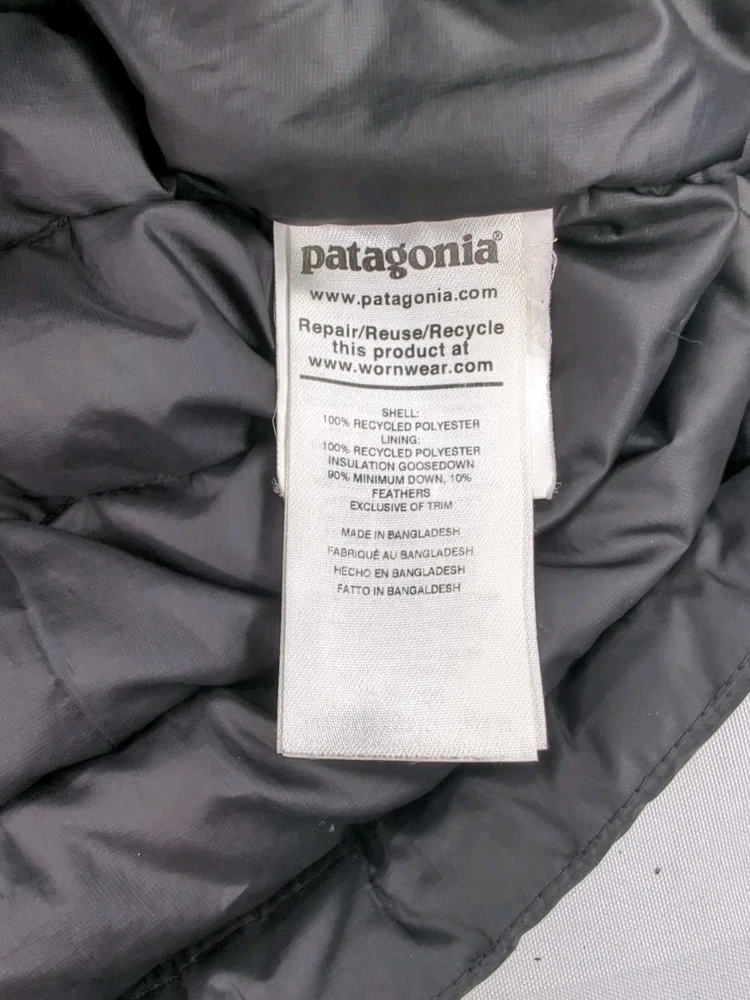 patagonia®
www.patagonia.com
Repair/Reuse/Recycle
this product at
www.wornwear.com
SHELL:
100% RECYCLED POLYESTER
LINING:
100% RECYCLED POLYESTER
INSULATION GOOSEDOWN
90% MINIMUM DOWN, 10%
FEATHERS
EXCLUSIVE OF TRIM
MADE IN BANGLADESH
FABRIQUÉ AU BANGLADESH
HECHO EN BANGLADESH
FATTO IN BANGALDESH